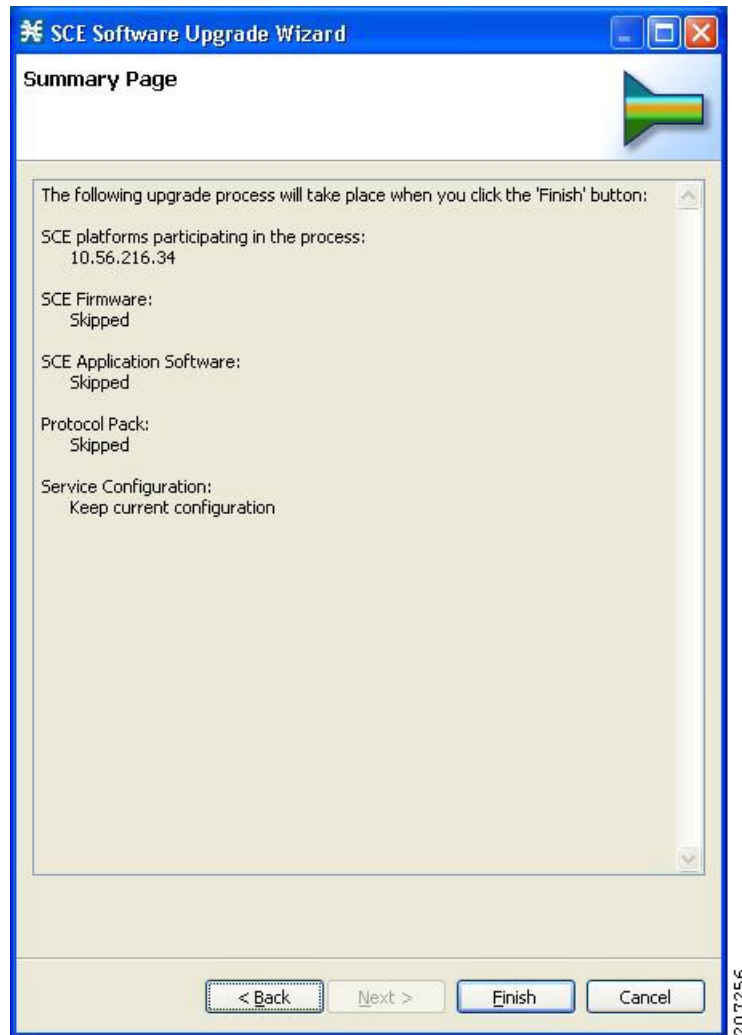 SCE Software Upgrade Wizard
Summary Page
The following upgrade process will take place when you click the 'Finish' button:
SCE platforms participating in the process:
10.56.216.34
SCE Firmware:
Skipped
SCE Application Software:
Skipped
Protocol Pack:
Skipped
Service Configuration:
Keep current configuration
< Back
Next >
Finish
Cancel